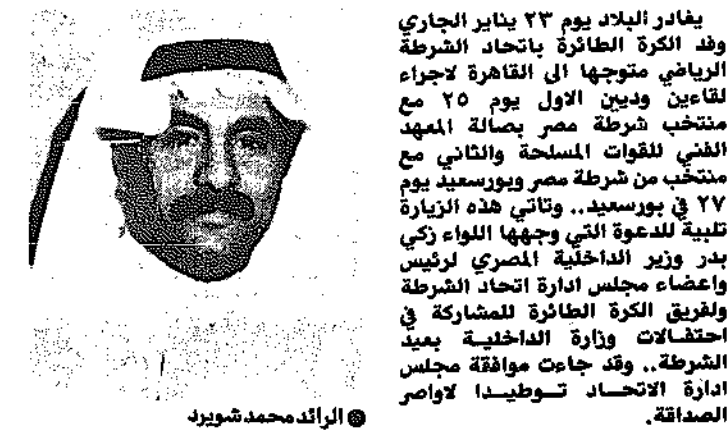 يغادر البلاد يوم ٢٣ يناير الجاري
وفد الكرة الطائرة باتحاد الشرطة
الرياضي متوجها الى القاهرة لاجراء
لقاءين وديين الاول يوم ٢٥ مع
منتخب شرطة مصر بصالة المعهد
الفني للقوات المسلحة والثاني مع
منتخب من شرطة مصر وبورسعيد يوم
٢٧ في بورسعيد.. وتاتي هذه الزيارة
تلبية للدعوة التي وجهها اللواء زكي
بدر وزير الداخلية المصري لرئيس
واعضاء مجلس ادارة اتحاد الشرطة
ولفريق الكرة الطائرة للمشاركة في
احتفالات وزارة الداخلية بعيد
الشرطة.. وقد جاءت موافقة مجلس
ادارة الاتحاد توطيدا لاواصر
الصداقة.
الرائد محمد شويرد